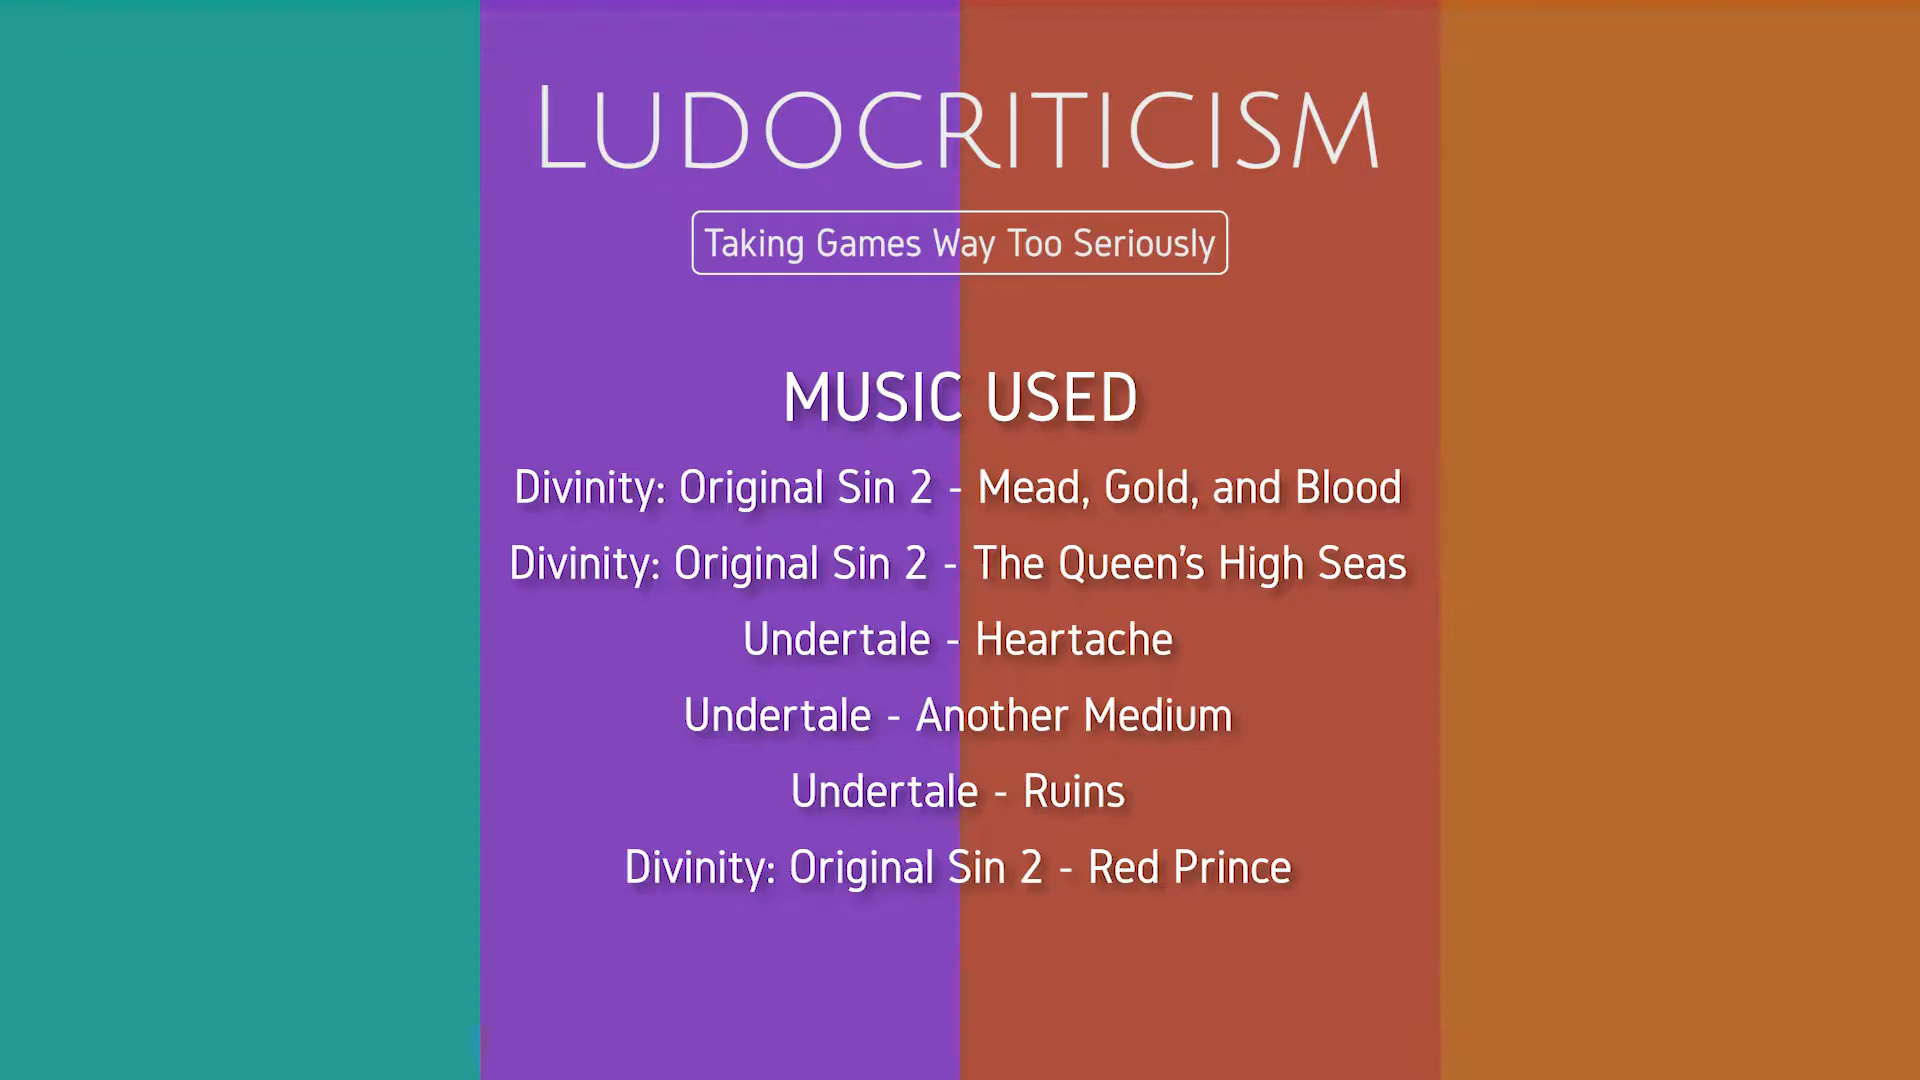 LUDOCRITICISM
Taking Games Way Too Seriously
MUSIC USED
Divinity: Original Sin 2 - Mead, Gold, and Blood
Divinity: Original Sin 2 - The Queen’s High Seas
Undertale - Heartache
Undertale - Another Medium
Undertale - Ruins
Divinity: Original Sin 2 - Red Prince